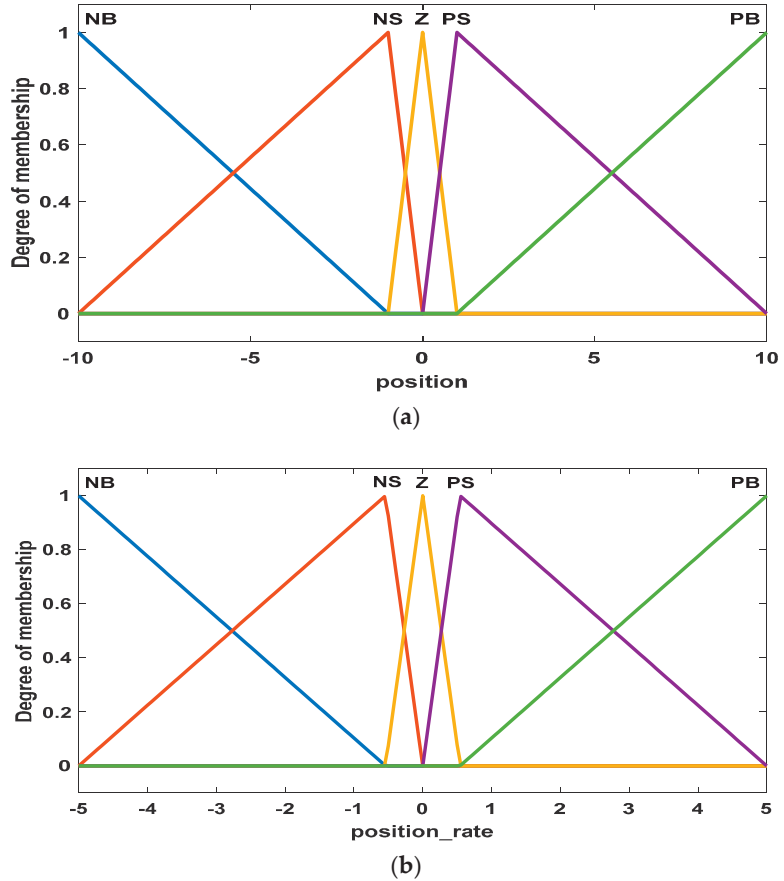 NB NS Z PS PB
1
0.8
0.6
0.4
0.2
0
Degree of membership
-10 -5 0 5 10
position
(a)
NB NS Z PS PB
1
0.8
0.6
0.4
0.2
0
Degree of membership
-5 -4 -3 -2 -1 0 1 2 3 4 5
position_rate
(b)